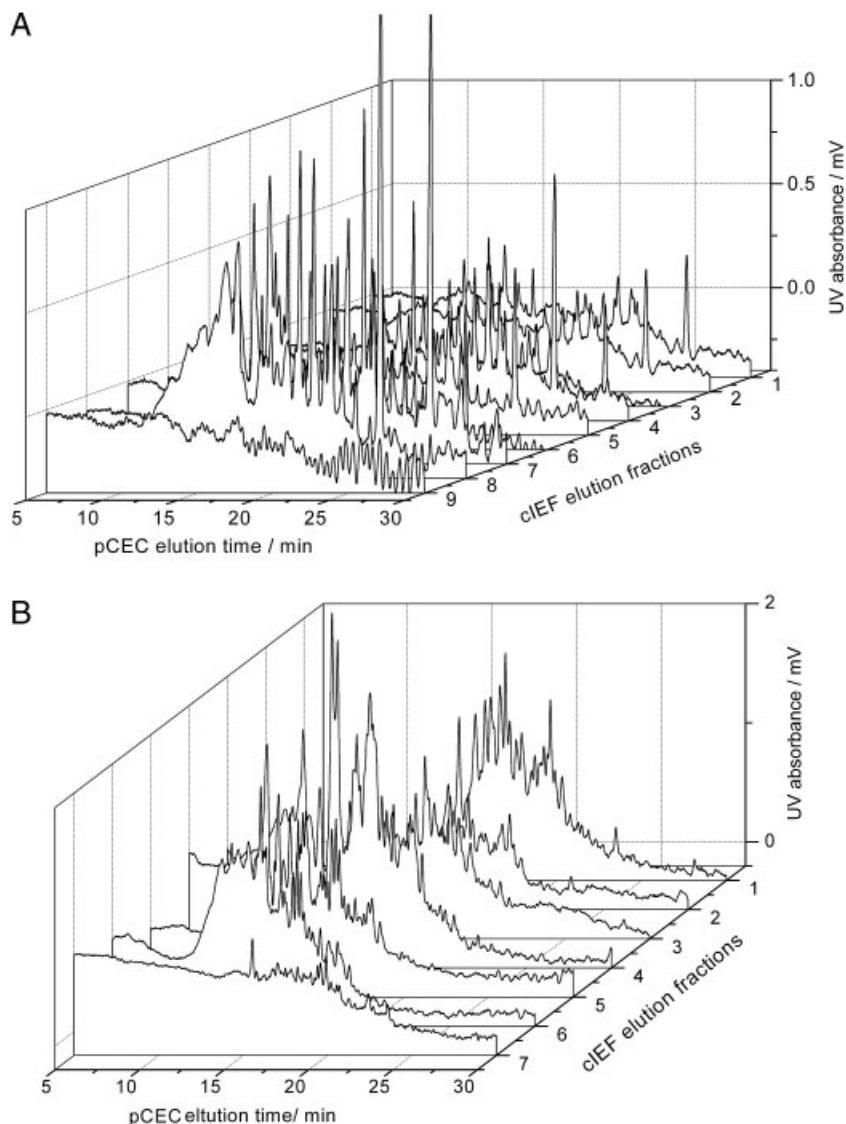 A
1.0
0.5
0.0
UV absorbance / mV
1
2
3
4
5
6
7
8
9
cIEF elution fractions
5 10 15 20 25 30
pCEC elution time / min
B
2
1
0
UV absorbance / mV
1
2
3
4
5
6
7
cIEF elution fractions
5 10 15 20 25 30
pCEC eltution time/ min